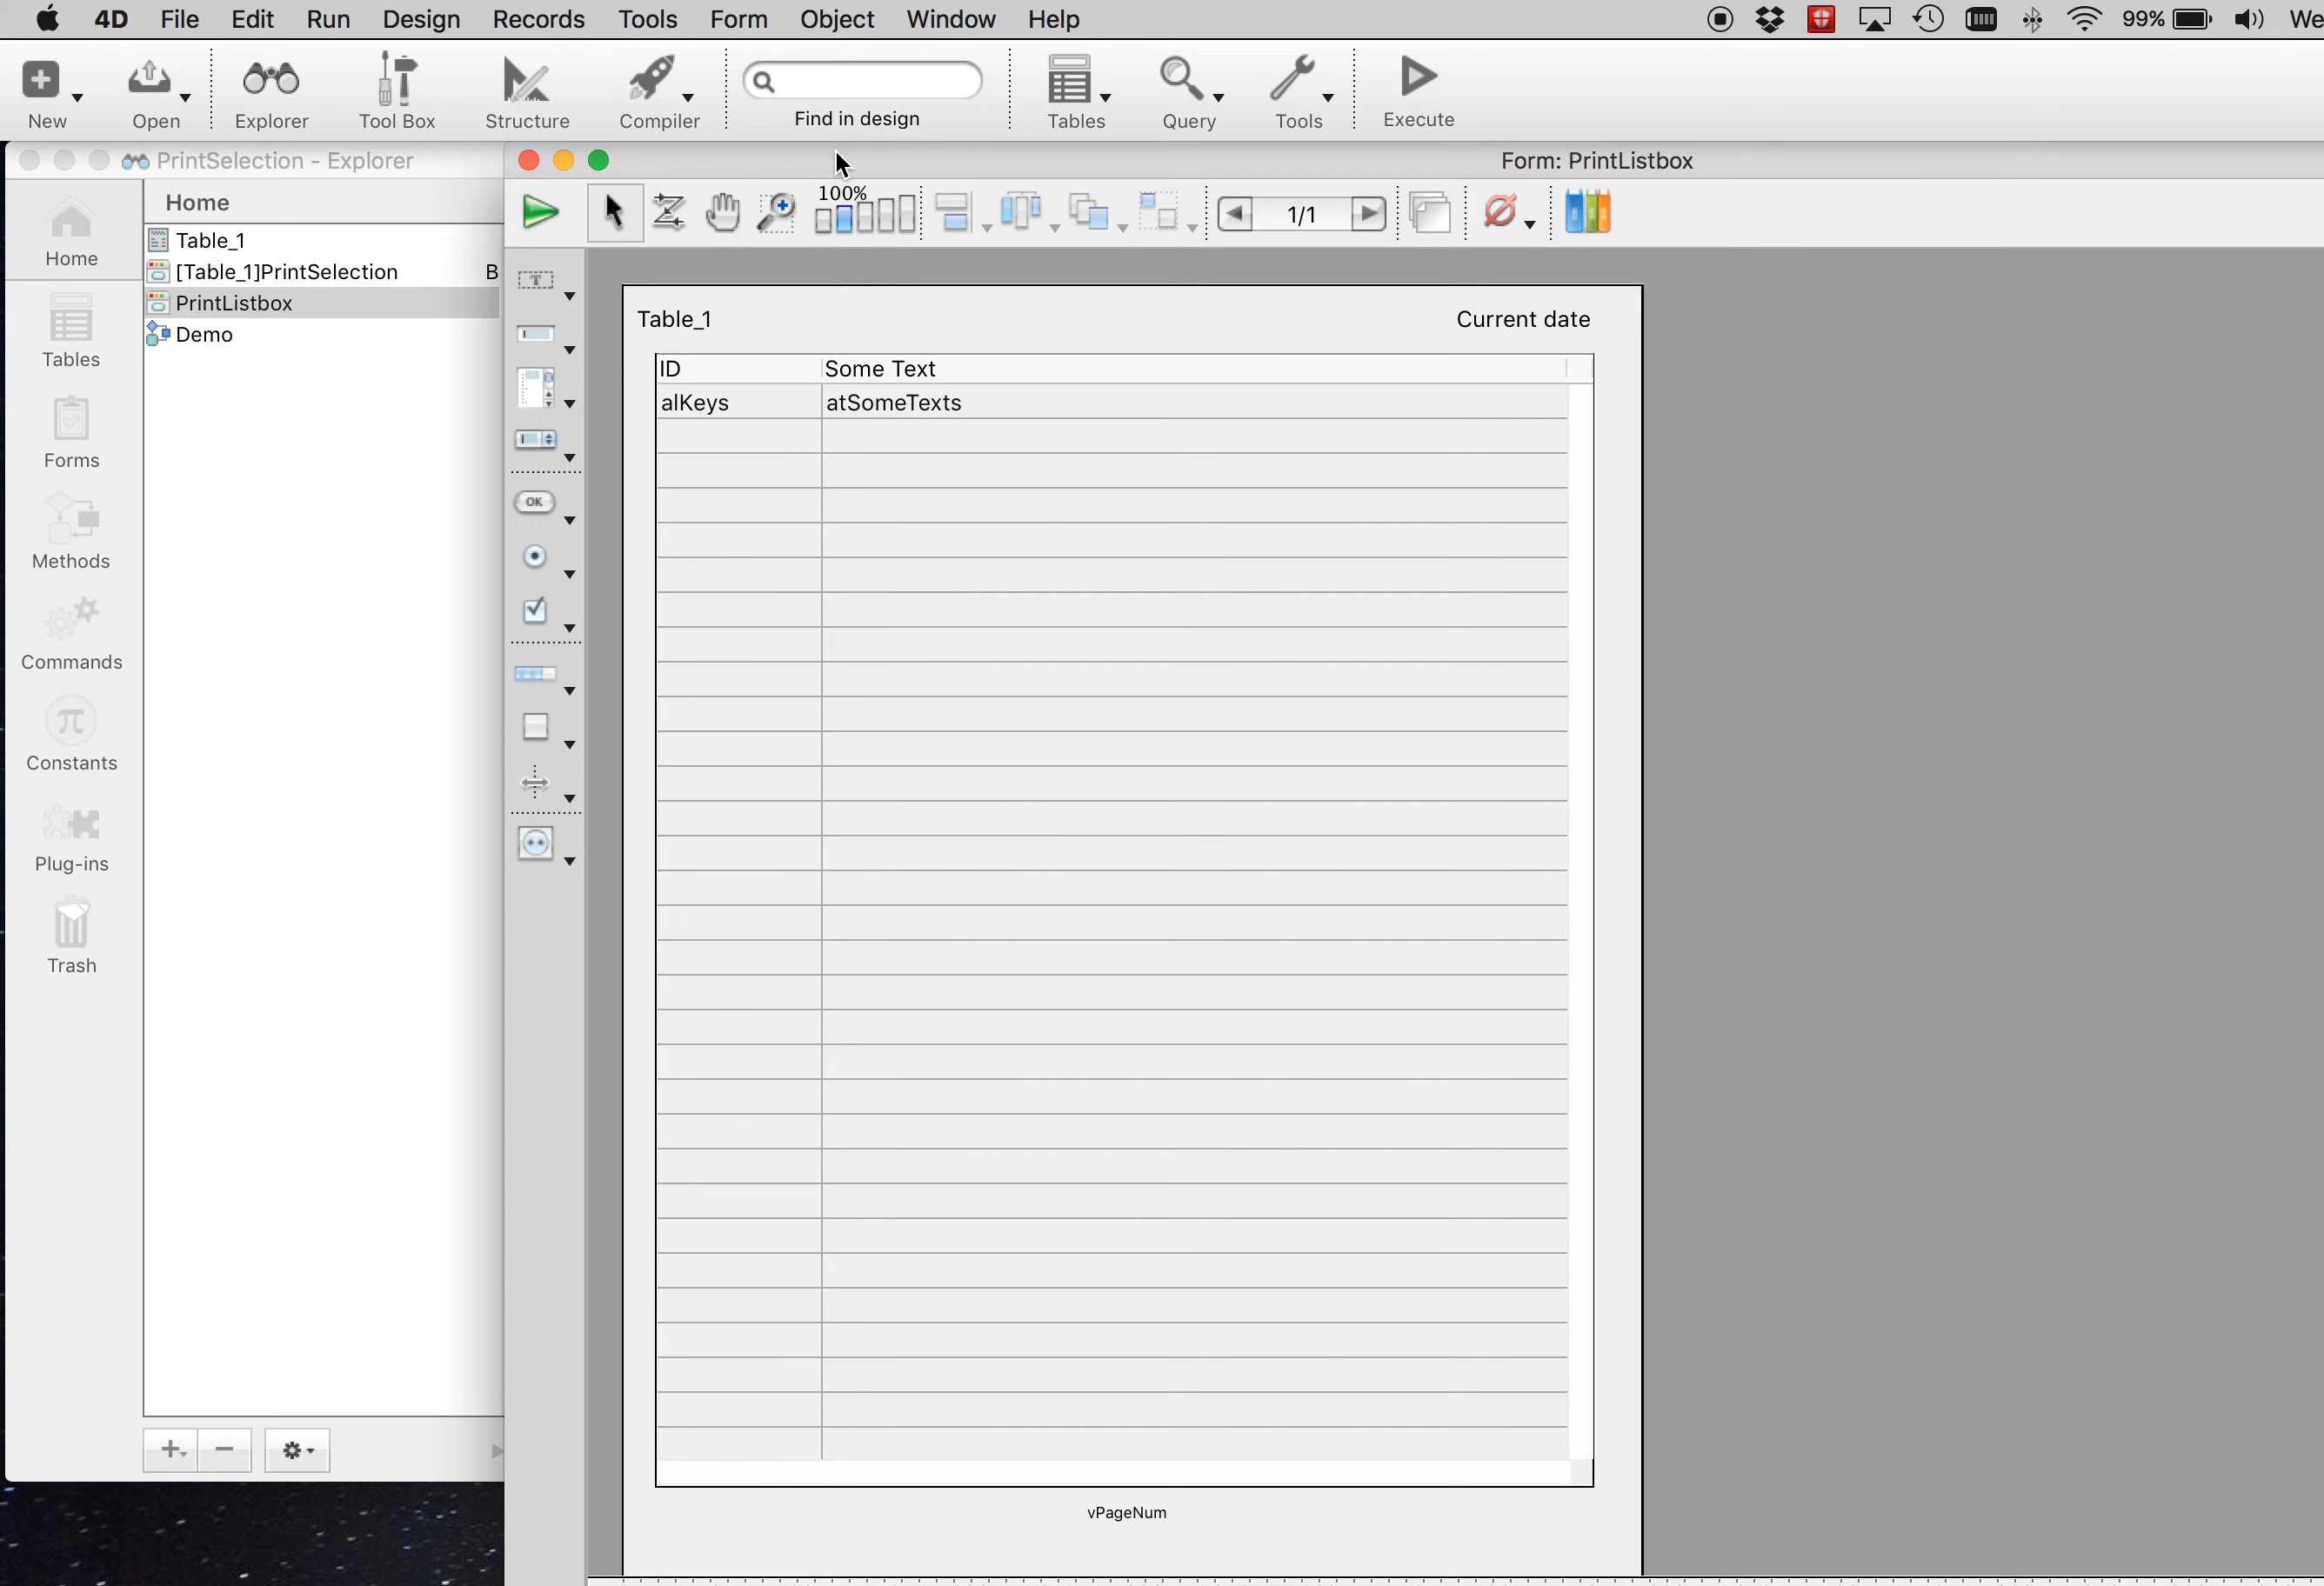 4D File Edit Run Design Records Tools Form Object Window Help 99% We
New Open Explorer Tool Box Structure Compiler Find in design Tables Query Tools Execute
PrintSelection - Explorer
Form: PrintListbox
Home
100%
1/1
Home
Tables
Forms
Methods
Commands
Constants
Plug-ins
Trash
Table_1
[Table_1]PrintSelection B
PrintListbox
Demo
T
OK
Table_1 Current date
ID Some Text
alKeys atSomeTexts
vPageNum